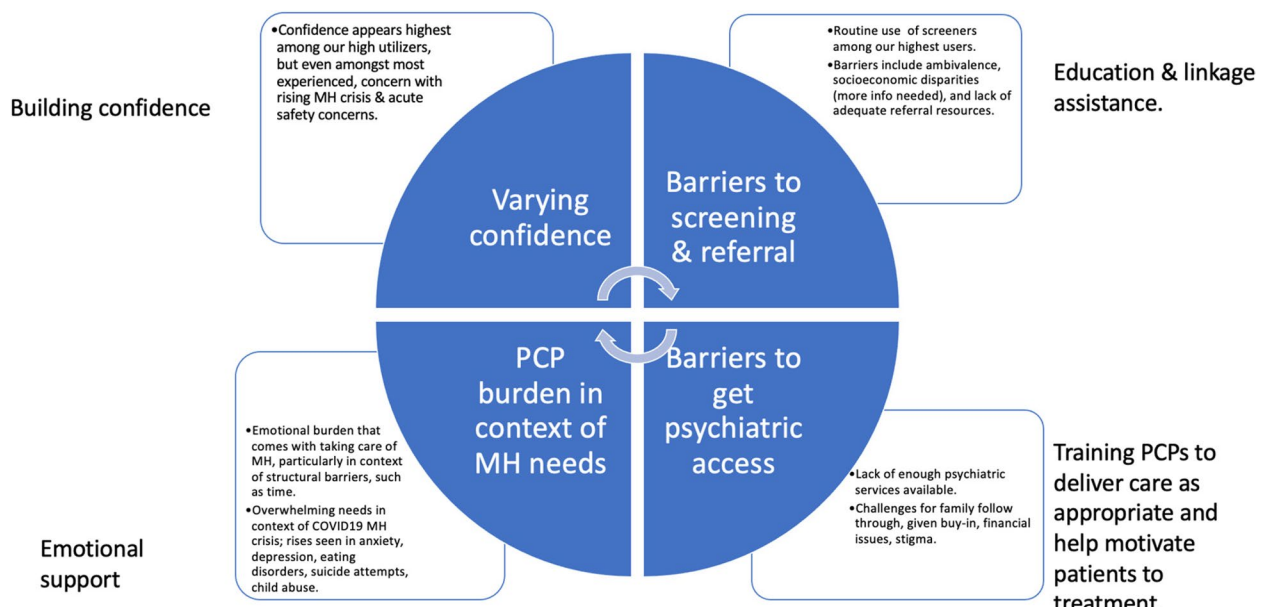 Building confidence
•Confidence appears highest
among our high utilizers,
but even amongst most
experienced, concern with
rising MH crisis & acute
safety concerns.
•Routine use  of screeners
among our highest users.
•Barriers include ambivalence,
socioeconomic disparities
(more info needed), and lack of
adequate referral resources.
Education & linkage
assistance.
Varying
confidence
Barriers to
screening
& referral
PCP
burden in
context of
MH needs
Barriers to
get
psychiatric
access
•Emotional burden that
comes with taking care of
MH, particularly in context
of structural barriers, such
as time.
•Overwhelming needs in
context of COVID19 MH
crisis; rises seen in anxiety,
depression, eating
disorders, suicide attempts,
child abuse.
Emotional
support
•Lack of enough psychiatric
services available.
•Challenges for family follow
through, given buy-in, financial
issues, stigma.
Training PCPs to
deliver care as
appropriate and
help motivate
patients to
treatment